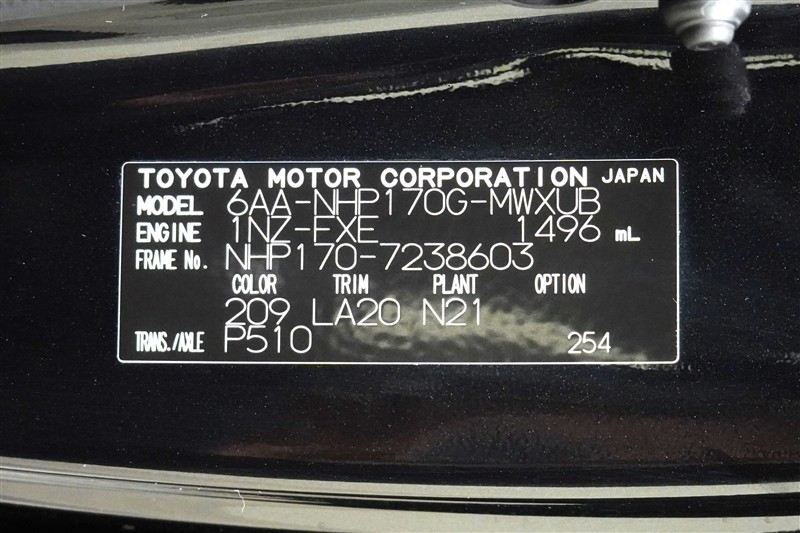 TOYOTA MOTOR CORPORATION JAPAN
MODEL 6AA-NHP170G-MWXUB
ENGINE 1NZ-FXE 1496 mL
FRAME No. NHP170-7238603
COLOR TRIM PLANT OPTION
209 LA20 N21
TRANS./AXLE P510 254